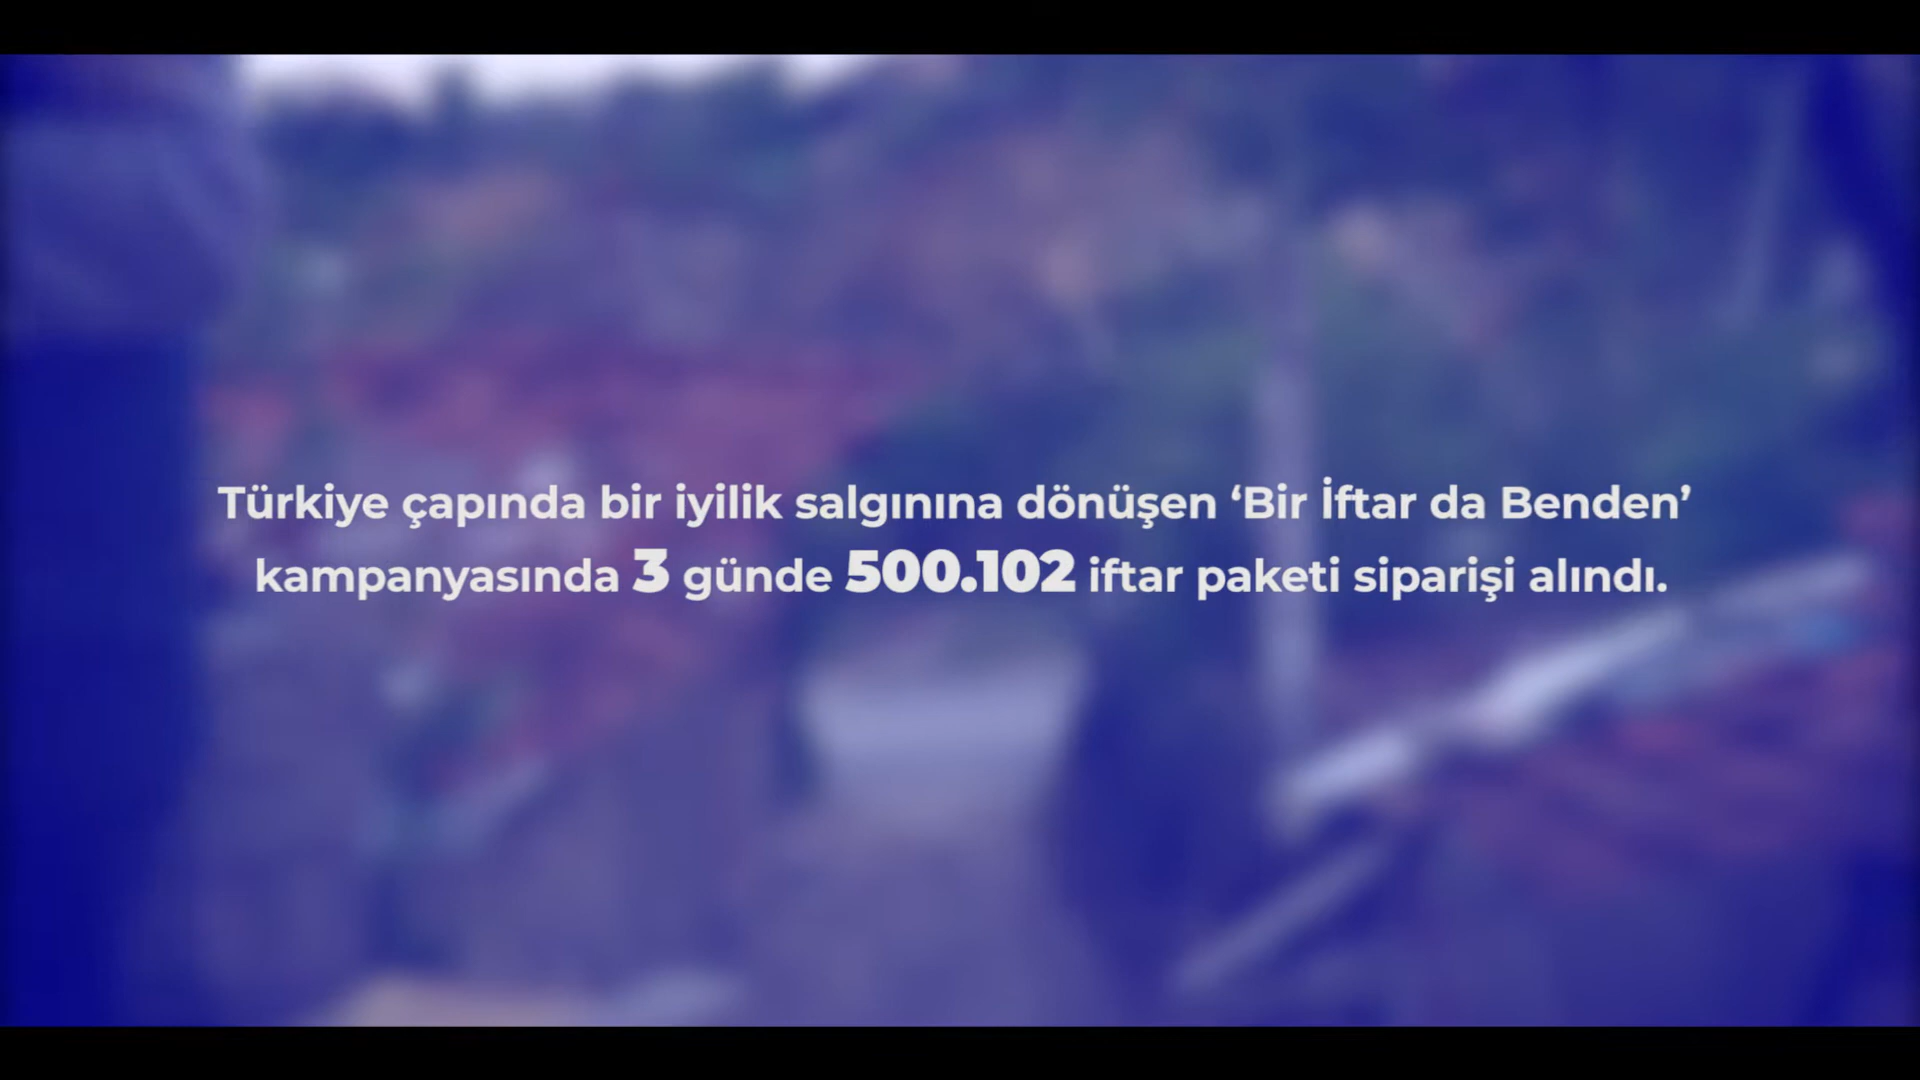 Türkiye çapında bir iyilik salgınına dönüşen ‘Bir İftar da Benden’
kampanyasında 3 günde 500.102 iftar paketi siparişi alındı.